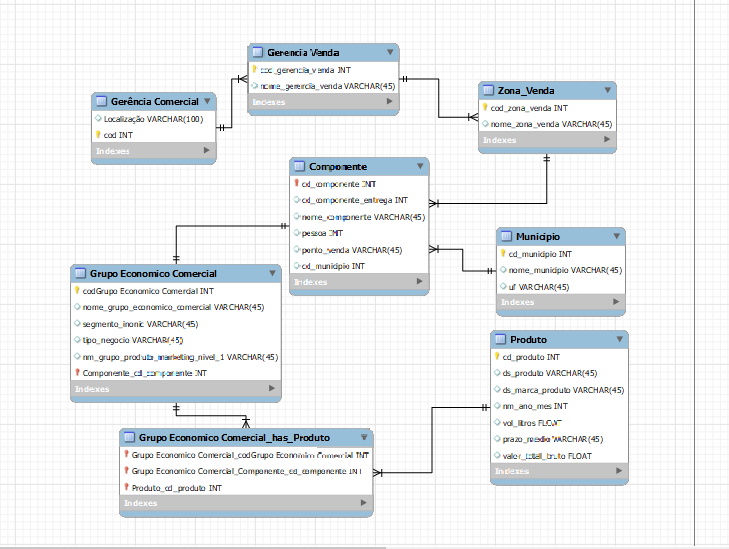 Gerencia Venda
cod_gerencia_venda INT
nome_gerencia_venda VARCHAR(45)
Indexes
Gerência Comercial
Localização VARCHAR(100)
cod INT
Indexes
Zona_Venda
cod_zona_venda INT
nome_zona_venda VARCHAR(45)
Indexes
Componente
cd_componente INT
cd_componente_entrega INT
nome_componente VARCHAR(45)
pessoa INT
ponto_venda VARCHAR(45)
cd_municipio INT
Indexes
Municipio
cd_municipio INT
nome_municipio VARCHAR(45)
uf VARCHAR(45)
Indexes
Grupo Economico Comercial
codGrupo Economico Comercial INT
nome_grupo_economico_comercial VARCHAR(45)
segmento_inonic VARCHAR(45)
tipo_negocio VARCHAR(45)
nm_grupo_produto_marketing_nivel_1 VARCHAR(45)
Componente_cd_componente INT
Indexes
Produto
cd_produto INT
ds_produto VARCHAR(45)
ds_marca_produto VARCHAR(45)
nm_ano_mes INT
vol_litros FLOAT
prazo_medio VARCHAR(45)
valor_total_bruto FLOAT
Indexes
Grupo Economico Comercial_has_Produto
Grupo Economico Comercial_codGrupo Economico Comercial INT
Grupo Economico Comercial_Componente_cd_componente INT
Produto_cd_produto INT
Indexes